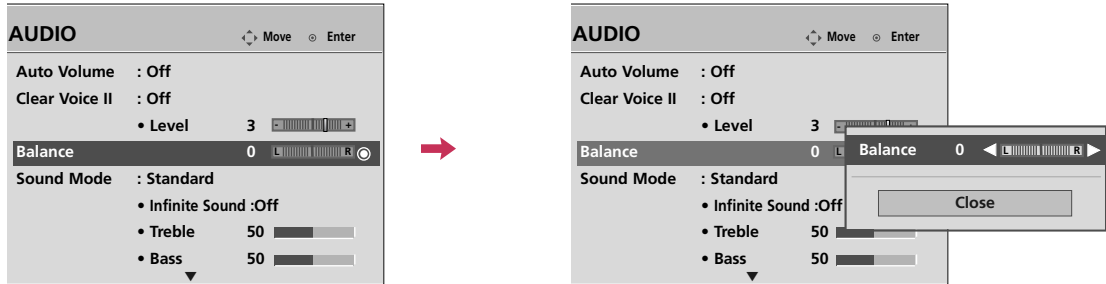 AUDIO Move Enter
Auto Volume : Off
Clear Voice II : Off
• Level 3 - +
Balance 0 L R
Sound Mode : Standard
• Infinite Sound :Off
• Treble 50
• Bass 50
AUDIO Move Enter
Auto Volume : Off
Clear Voice II : Off
• Level 3 - +
Balance 0 L
Sound Mode : Standard
• Infinite Sound :Off
• Treble 50
• Bass 50
Balance 0 L R
Close